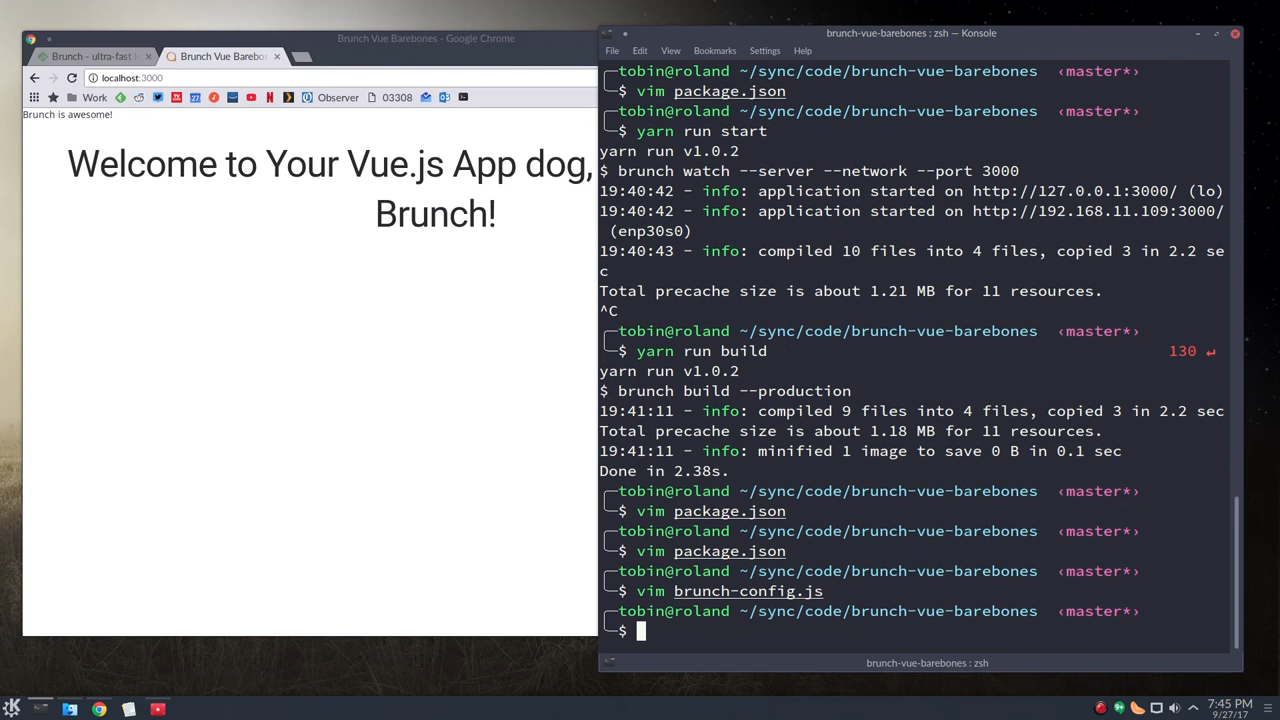 Brunch Vue Barebones - Google Chrome
Brunch - ultra-fast
Brunch Vue Barebo
localhost:3000
Work
27
Observer
03308
Brunch is awesome!
Welcome to Your Vue.js App dog,
Brunch!
brunch-vue-barebones : zsh — Konsole
File Edit View Bookmarks Settings Help
tobin@roland ~/sync/code/brunch-vue-barebones ‹master*›
$ vim package.json
tobin@roland ~/sync/code/brunch-vue-barebones ‹master*›
$ yarn run start
yarn run v1.0.2
$ brunch watch --server --network --port 3000
19:40:42 - info: application started on http://127.0.0.1:3000/ (lo)
19:40:42 - info: application started on http://192.168.11.109:3000/
(enp30s0)
19:40:43 - info: compiled 10 files into 4 files, copied 3 in 2.2 se
c
Total precache size is about 1.21 MB for 11 resources.
^C
tobin@roland ~/sync/code/brunch-vue-barebones ‹master*›
$ yarn run build 130 ↵
yarn run v1.0.2
$ brunch build --production
19:41:11 - info: compiled 9 files into 4 files, copied 3 in 2.2 sec
Total precache size is about 1.18 MB for 11 resources.
19:41:11 - info: minified 1 image to save 0 B in 0.1 sec
Done in 2.38s.
tobin@roland ~/sync/code/brunch-vue-barebones ‹master*›
$ vim package.json
tobin@roland ~/sync/code/brunch-vue-barebones ‹master*›
$ vim package.json
tobin@roland ~/sync/code/brunch-vue-barebones ‹master*›
$ vim brunch-config.js
tobin@roland ~/sync/code/brunch-vue-barebones ‹master*›
$
brunch-vue-barebones : zsh
7:45 PM
9/27/17